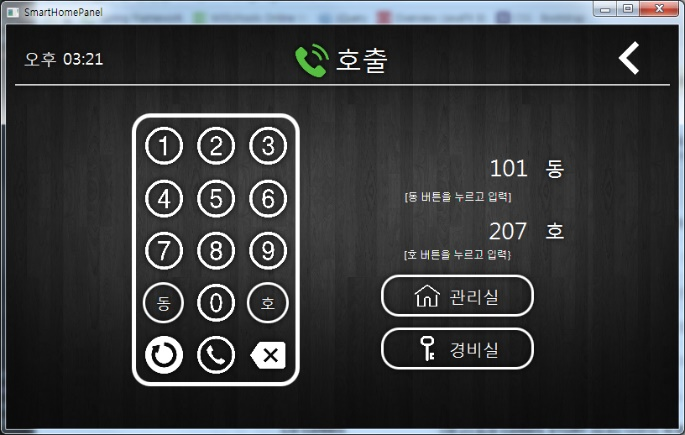 SmartHomePanel
오후 03:21
호출
1 2 3
4 5 6
7 8 9
동 0 호
101 동
[동 버튼을 누르고 입력]
207 호
[호 버튼을 누르고 입력}
관리실
경비실